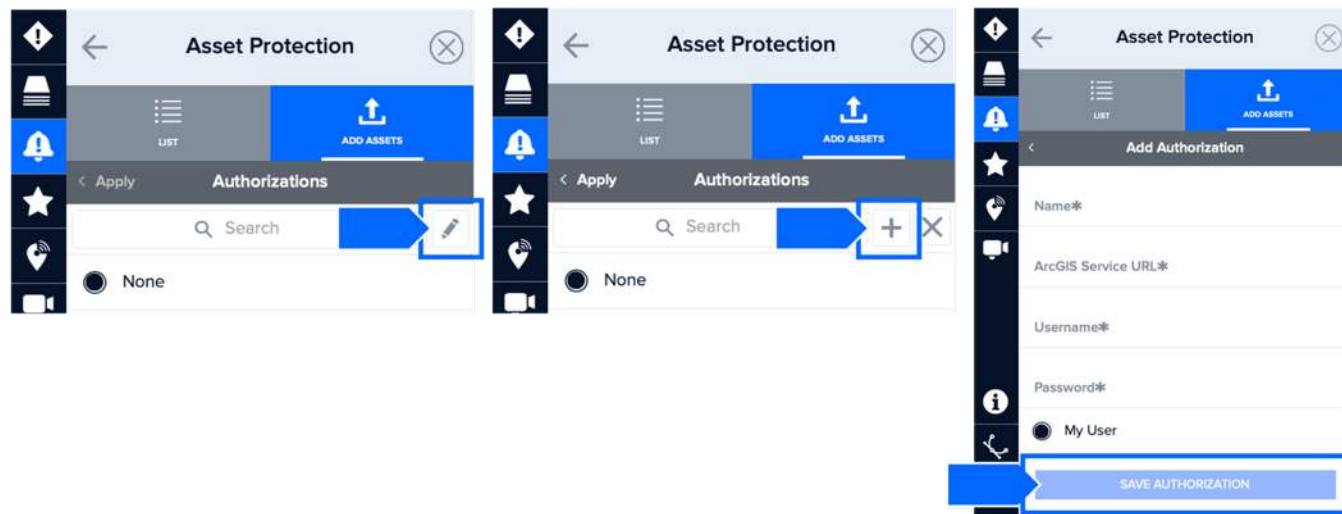 Asset Protection
LIST
ADD ASSETS
< Apply
Authorizations
Search
None
Asset Protection
LIST
ADD ASSETS
< Apply
Authorizations
Search
None
Asset Protection
LIST
ADD ASSETS
<
Add Authorization
Name*
ArcGIS Service URL*
Username*
Password*
My User
SAVE AUTHORIZATION